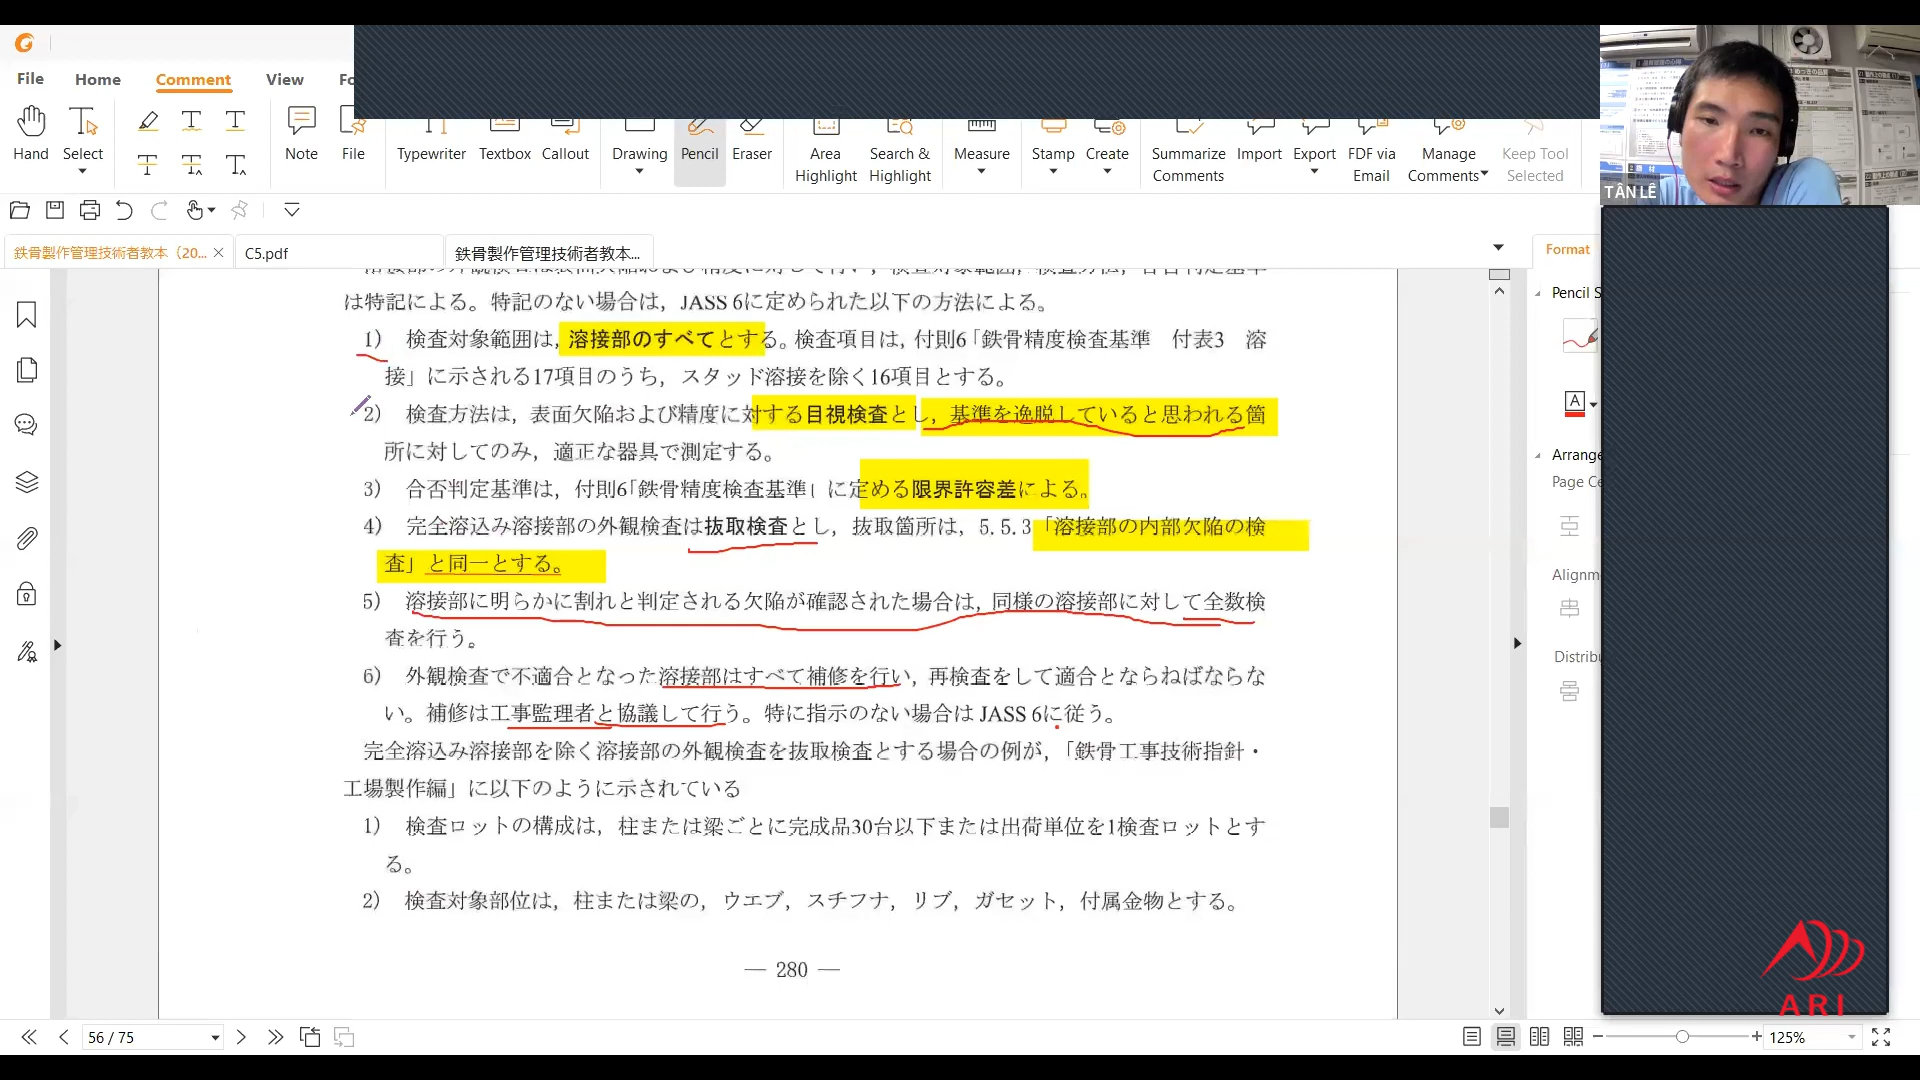 File Home Comment View
Hand Select Note File Typewriter Textbox Callout Drawing Pencil Eraser Area Highlight Search & Highlight Measure Stamp Create Summarize Comments Import Export FDF via Email Manage Comments Keep Tool Selected
TÂN LÊ
鉄骨製作管理技術者教本（20... C5.pdf 鉄骨製作管理技術者教本...
Format
Pencil S
Arrange
Page Ce
Alignm
Distribu
は特記による。特記のない場合は，JASS 6に定められた以下の方法による。
1） 検査対象範囲は，溶接部のすべてとする。検査項目は，付則6「鉄骨精度検査基準　付表3　溶
接」に示される17項目のうち，スタッド溶接を除く16項目とする。
2） 検査方法は，表面欠陥および精度に対する目視検査とし，基準を逸脱していると思われる箇
所に対してのみ，適正な器具で測定する。
3） 合否判定基準は，付則6「鉄骨精度検査基準」に定める限界許容差による。
4） 完全溶込み溶接部の外観検査は抜取検査とし，抜取箇所は，5.5.3「溶接部の内部欠陥の検
査」と同一とする。
5） 溶接部に明らかに割れと判定される欠陥が確認された場合は，同様の溶接部に対して全数検
査を行う。
6） 外観検査で不適合となった溶接部はすべて補修を行い，再検査をして適合とならねばならな
い。補修は工事監理者と協議して行う。特に指示のない場合は JASS 6に従う。
完全溶込み溶接部を除く溶接部の外観検査を抜取検査とする場合の例が，「鉄骨工事技術指針・
工場製作編」に以下のように示されている
1） 検査ロットの構成は，柱または梁ごとに完成品30台以下または出荷単位を1検査ロットとす
る。
2） 検査対象部位は，柱または梁の，ウエブ，スチフナ，リブ，ガセット，付属金物とする。
― 280 ―
ARI
56 / 75
125%